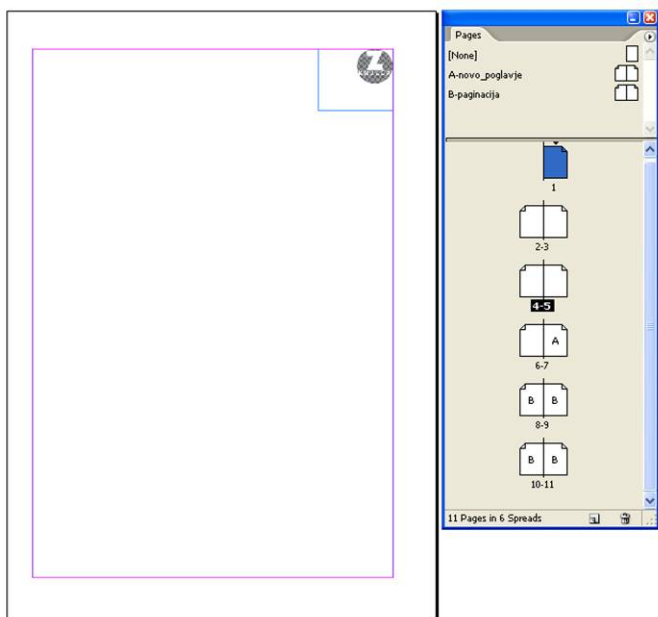 Z
Pages
[None]
A-novo_poglavje
B-paginacija
1
2-3
4-5
A
6-7
B B
8-9
B B
10-11
11 Pages in 6 Spreads